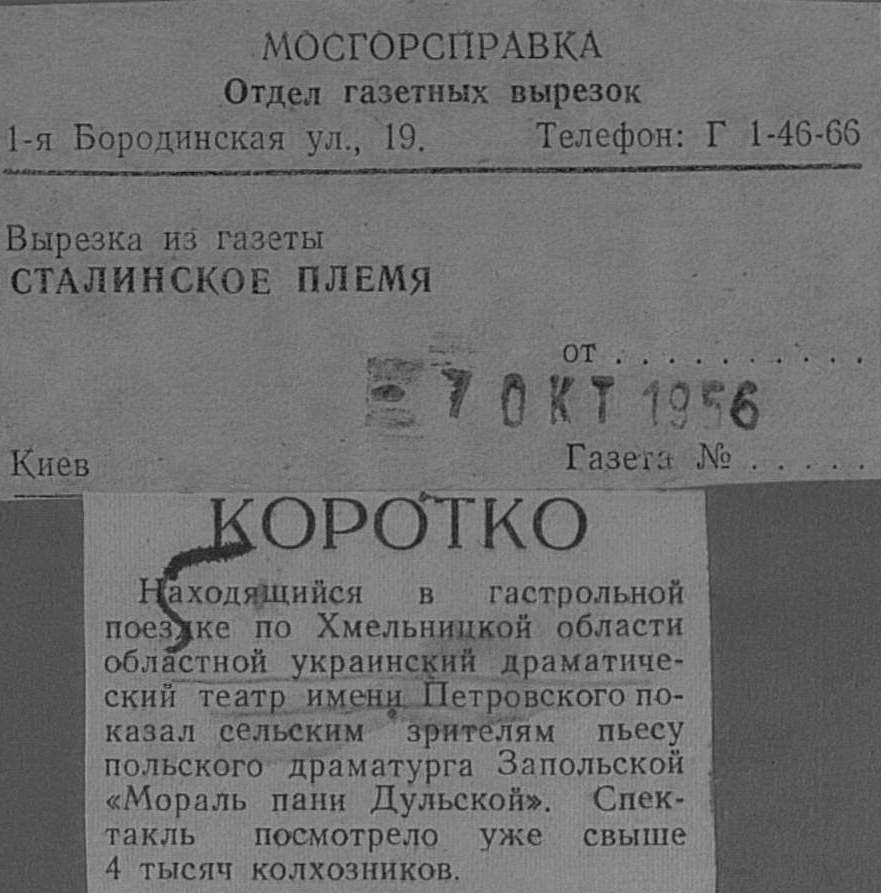 МОСГОРСПРАВКА
Отдел газетных вырезок
1-я Бородинская ул., 19. Телефон: Г 1-46-66
Вырезка из газеты
СТАЛИНСКОЕ ПЛЕМЯ
от . . . . . . . . . . .
- 7 ОКТ 1956
Киев Газета № . . . . . .
КОРОТКО
Находящийся в гастрольной
поездке по Хмельницкой области
областной украинский драматиче-
ский театр имени Петровского по-
казал сельским зрителям пьесу
польского драматурга Запольской
«Мораль пани Дульской». Спек-
такль посмотрело уже свыше
4 тысяч колхозников.